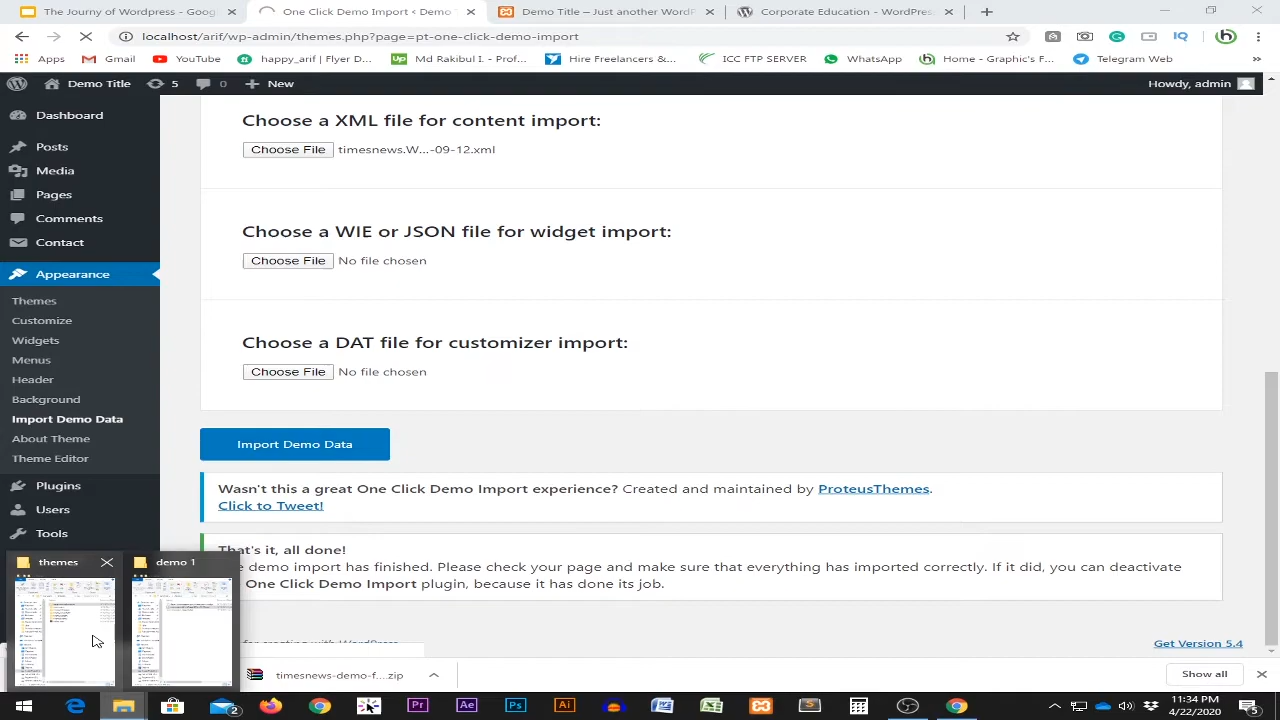 The Journy of Wordpress - Goog
One Click Demo Import < Demo
Demo Title – Just another WordP
Corporate Education – WordPres
localhost/arif/wp-admin/themes.php?page=pt-one-click-demo-import
Apps
Gmail
YouTube
happy_arif | Flyer D...
Md Rakibul I. - Prof...
Hire Freelancers &...
ICC FTP SERVER
WhatsApp
Home - Graphic's F...
Telegram Web
»
Demo Title
5
0
New
Howdy, admin
Dashboard
Posts
Media
Pages
Comments
Contact
Appearance
Themes
Customize
Widgets
Menus
Header
Background
Import Demo Data
About Theme
Theme Editor
Plugins
Users
Tools
Choose a XML file for content import:
Choose File timesnews.W...-09-12.xml
Choose a WIE or JSON file for widget import:
Choose File No file chosen
Choose a DAT file for customizer import:
Choose File No file chosen
Import Demo Data
Wasn't this a great One Click Demo Import experience? Created and maintained by ProteusThemes.
Click to Tweet!
That's it, all done!
demo import has finished. Please check your page and make sure that everything has imported correctly. If it did, you can deactivate
One Click Demo Import plugin, because it has done its job.
Get Version 5.4
themes
demo 1
demo-f....zip
Show all
Pr
Ae
Ps
Ai
2
11:34 PM
4/22/2020
5